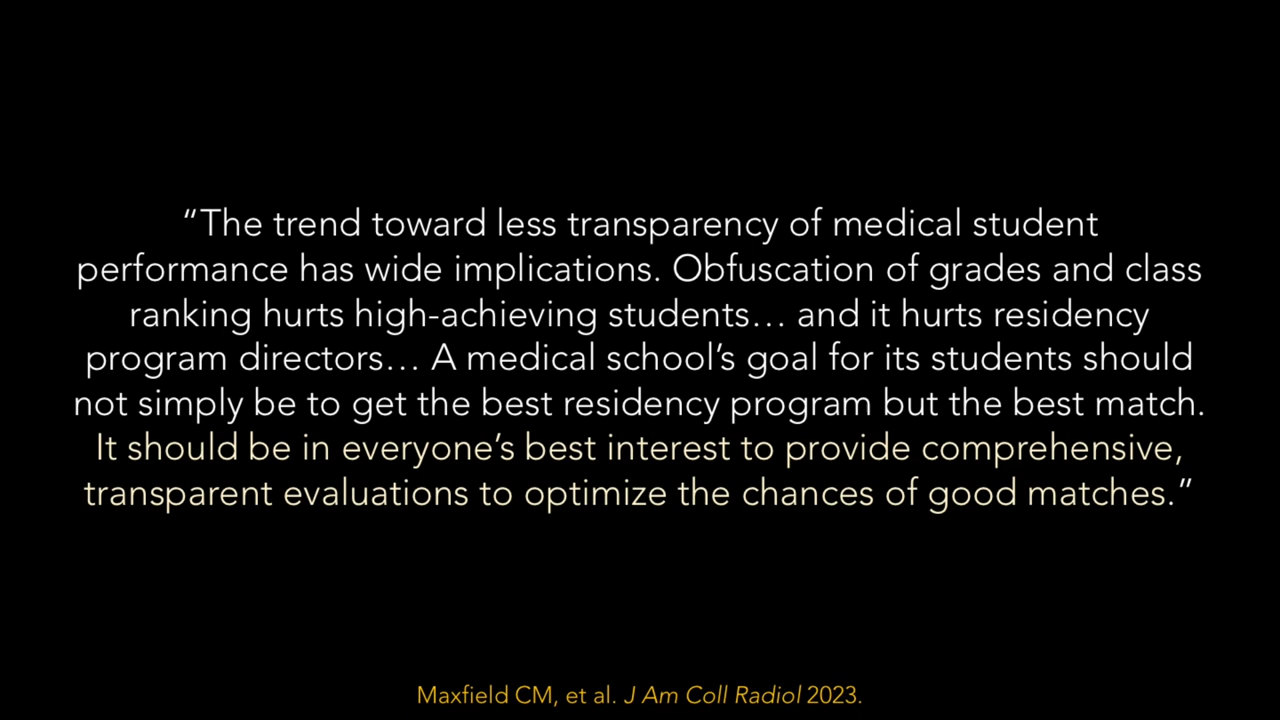 “The trend toward less transparency of medical student
performance has wide implications. Obfuscation of grades and class
ranking hurts high-achieving students… and it hurts residency
program directors… A medical school’s goal for its students should
not simply be to get the best residency program but the best match.
It should be in everyone’s best interest to provide comprehensive,
transparent evaluations to optimize the chances of good matches.”
Maxfield CM, et al. J Am Coll Radiol 2023.